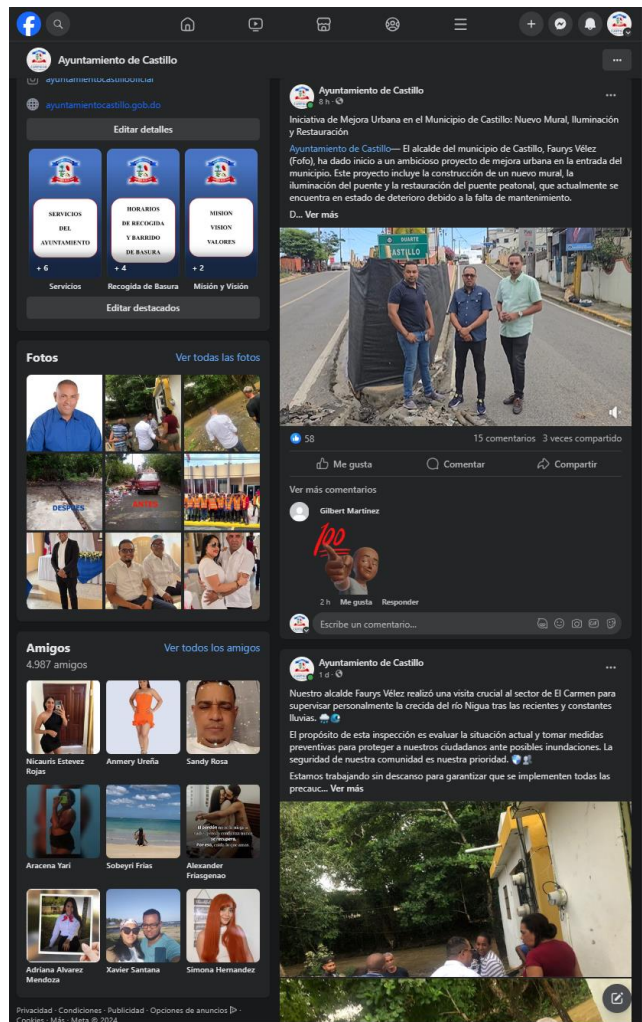 Ayuntamiento de Castillo
ayuntamientocastillooficial
ayuntamientocastillo.gob.do
Editar detalles
SERVICIOS
DEL
AYUNTAMIENTO
+ 6
Servicios
HORARIOS
DE RECOGIDA
Y BARRIDO
DE BASURA
+ 4
Recogida de Basura
MISION
VISION
VALORES
+ 2
Misión y Visión
Editar destacados
Fotos
Ver todas las fotos
DESPUES
ANTES
Amigos
Ver todos los amigos
4.987 amigos
Nicauris Estevez
Rojas
Anmery Ureña
Sandy Rosa
Aracena Yari
Sobeyri Frías
Alexander
Friasgenao
Adriana Alvarez
Mendoza
Xavier Santana
Simona Hernandez
Privacidad · Condiciones · Publicidad · Opciones de anuncios ·
Cookies · Más · Meta © 2024
Ayuntamiento de Castillo
8 h ·
Iniciativa de Mejora Urbana en el Municipio de Castillo: Nuevo Mural, Iluminación
y Restauración
Ayuntamiento de Castillo— El alcalde del municipio de Castillo, Faurys Vélez
(Fofo), ha dado inicio a un ambicioso proyecto de mejora urbana en la entrada del
municipio. Este proyecto incluye la construcción de un nuevo mural, la
iluminación del puente y la restauración del puente peatonal, que actualmente se
encuentra en estado de deterioro debido a la falta de mantenimiento.
D... Ver más
DUARTE
CASTILLO
58
15 comentarios 3 veces compartido
Me gusta
Comentar
Compartir
Ver más comentarios
Gilbert Martínez
100
2 h Me gusta Responder
Escribe un comentario...
GIF
Ayuntamiento de Castillo
1 d ·
Nuestro alcalde Faurys Vélez realizó una visita crucial al sector de El Carmen para
supervisar personalmente la crecida del río Nigua tras las recientes y constantes
lluvias.
El propósito de esta inspección es evaluar la situación actual y tomar medidas
preventivas para proteger a nuestros ciudadanos ante posibles inundaciones. La
seguridad de nuestra comunidad es nuestra prioridad.
Estamos trabajando sin descanso para garantizar que se implementen todas las
precauc... Ver más